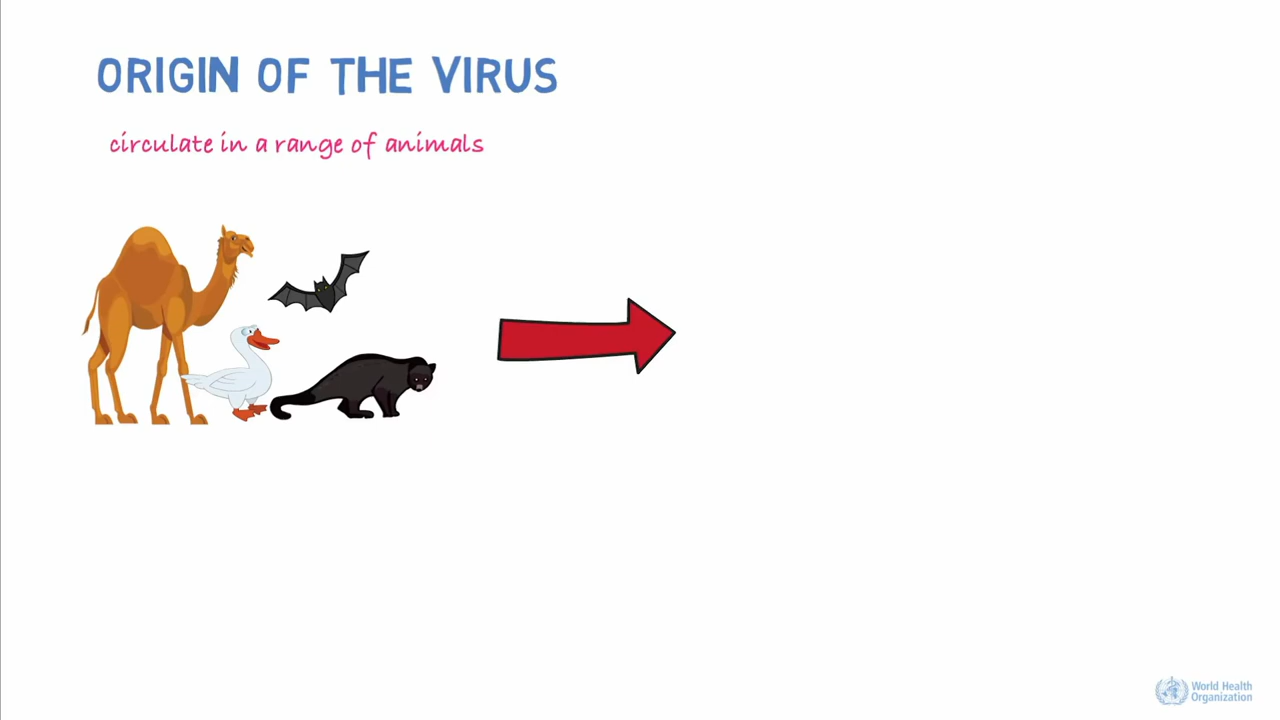 ORIGIN OF THE VIRUS
circulate in a range of animals
World Health
Organization